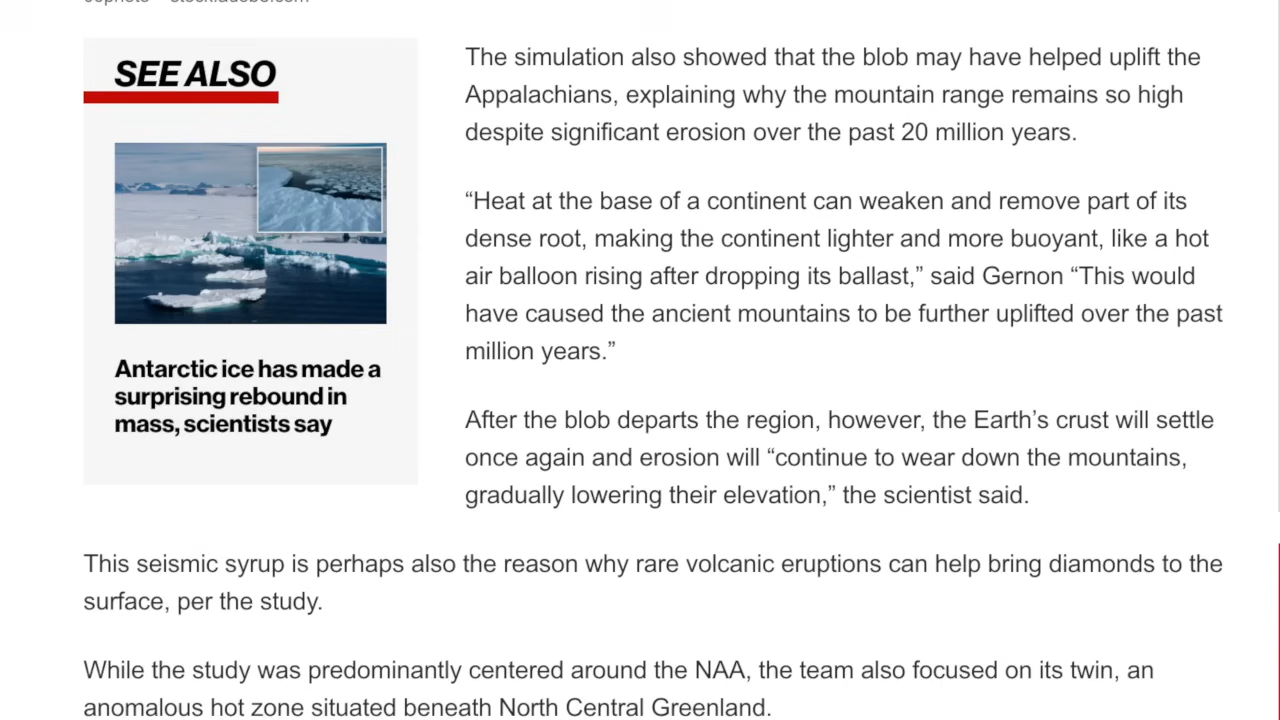 SEE ALSO
Antarctic ice has made a
surprising rebound in
mass, scientists say
The simulation also showed that the blob may have helped uplift the
Appalachians, explaining why the mountain range remains so high
despite significant erosion over the past 20 million years.
“Heat at the base of a continent can weaken and remove part of its
dense root, making the continent lighter and more buoyant, like a hot
air balloon rising after dropping its ballast,” said Gernon “This would
have caused the ancient mountains to be further uplifted over the past
million years.”
After the blob departs the region, however, the Earth’s crust will settle
once again and erosion will “continue to wear down the mountains,
gradually lowering their elevation,” the scientist said.
This seismic syrup is perhaps also the reason why rare volcanic eruptions can help bring diamonds to the
surface, per the study.
While the study was predominantly centered around the NAA, the team also focused on its twin, an
anomalous hot zone situated beneath North Central Greenland.